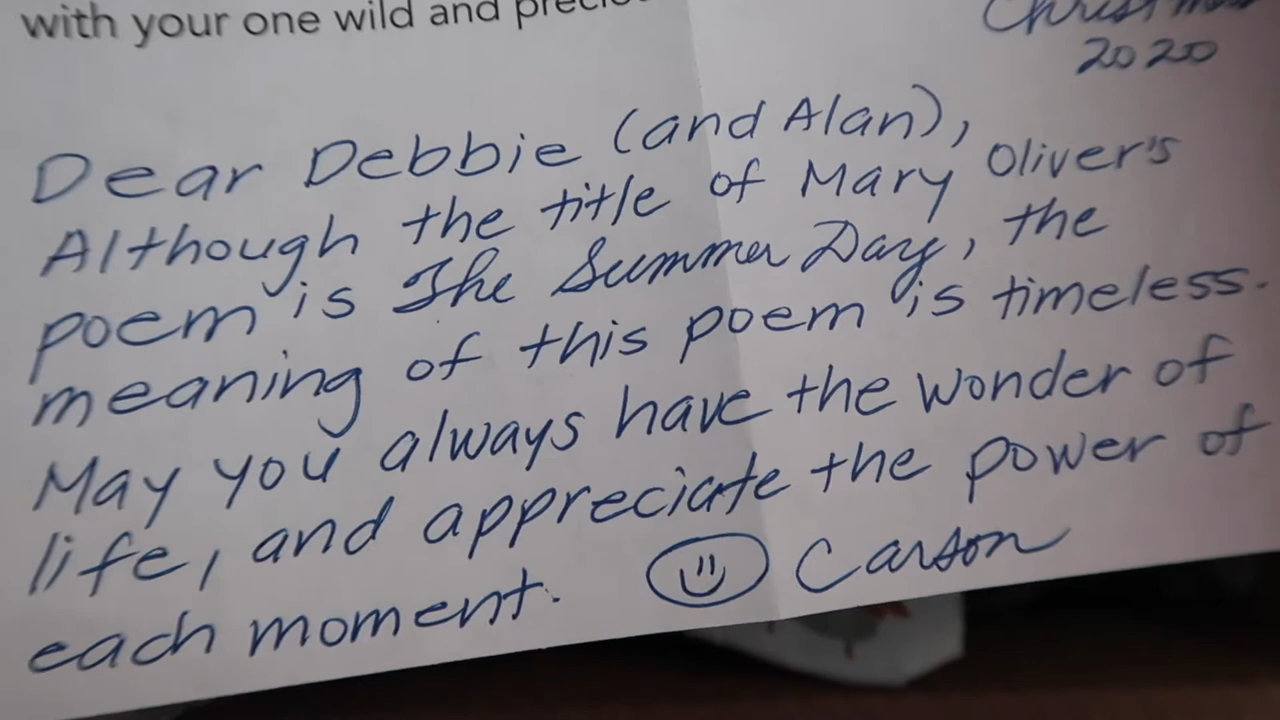 with your one wild and precio
Christmas
2020
Dear Debbie (and Alan),
Although the title of Mary Oliver's
poem is The Summer Day, the
meaning of this poem is timeless.
May you always have the wonder of
life, and appreciate the power of
each moment. Carson